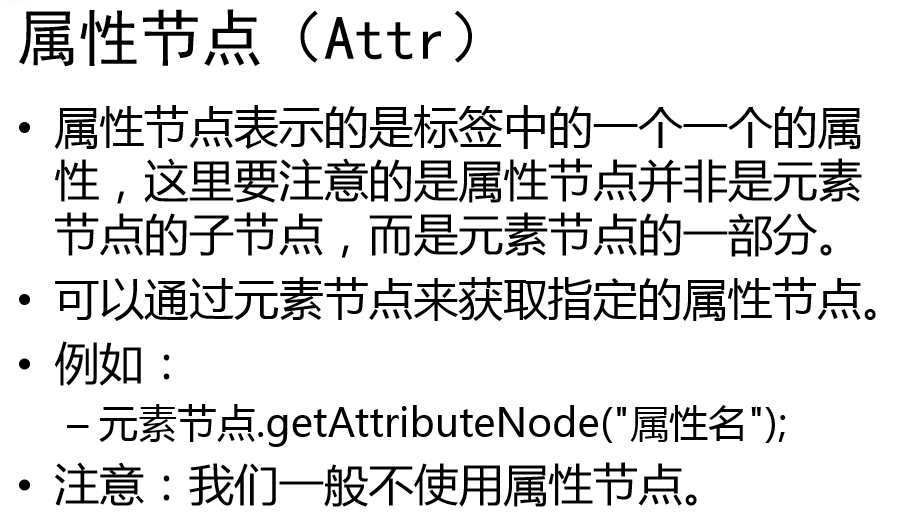 属性节点（Attr）
• 属性节点表示的是标签中的一个一个的属
性，这里要注意的是属性节点并非是元素
节点的子节点，而是元素节点的一部分。
• 可以通过元素节点来获取指定的属性节点。
• 例如：
– 元素节点.getAttributeNode("属性名");
• 注意：我们一般不使用属性节点。